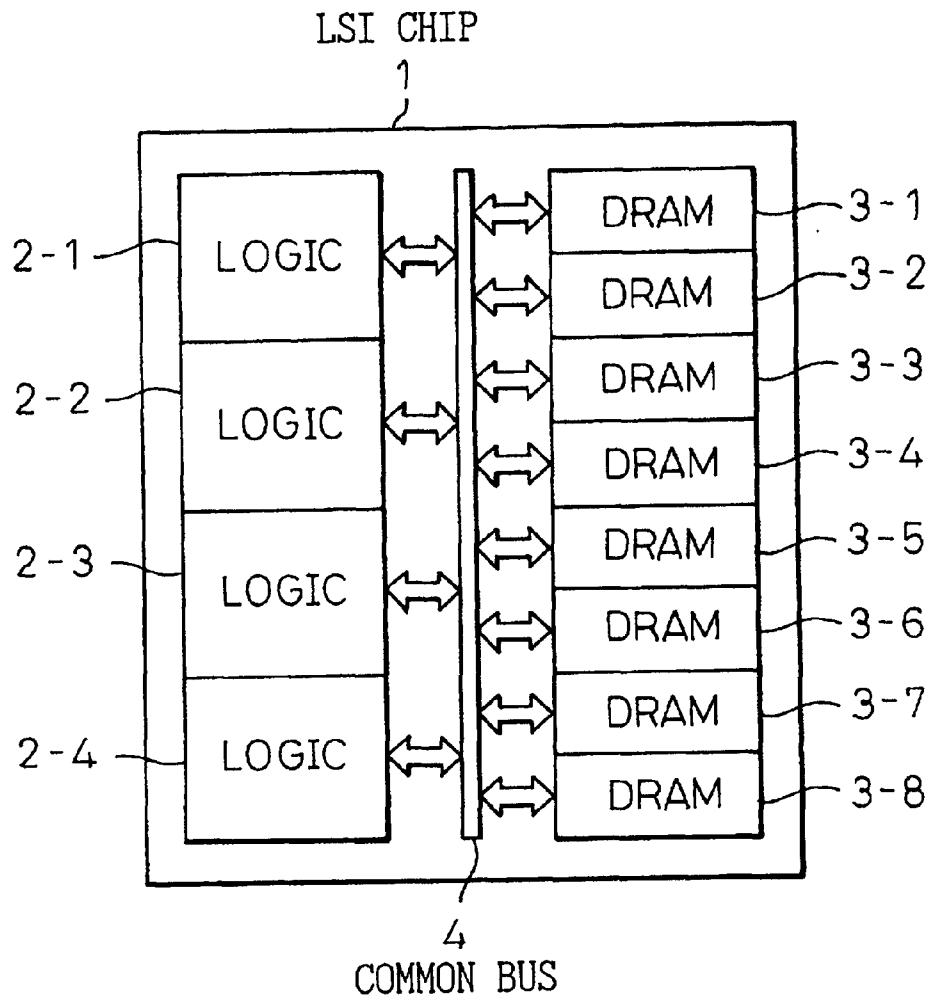 LSI CHIP
1
2-1
LOGIC
2-2
LOGIC
2-3
LOGIC
2-4
LOGIC
DRAM
3-1
DRAM
3-2
DRAM
3-3
DRAM
3-4
DRAM
3-5
DRAM
3-6
DRAM
3-7
DRAM
3-8
4
COMMON BUS